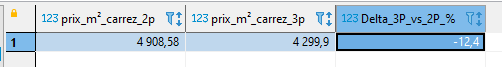 123 prix_m²_carrez_2p 123 prix_m²_carrez_3p 123 Delta_3P_vs_2P_%
1 4 908,58 4 299,9 -12,4